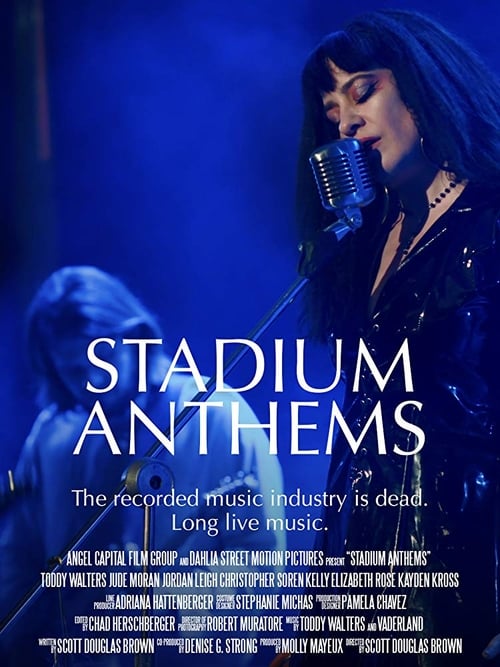 STADIUM
ANTHEMS
The recorded music industry is dead.
Long live music.
ANGEL CAPITAL FILM GROUP AND DAHLIA STREET MOTION PICTURES PRESENT "STADIUM ANTHEMS"
TODDY WALTERS JUDE MORAN JORDAN LEIGH CHRISTOPHER SOREN KELLY ELIZABETH ROSE KAYDEN KROSS
LINE PRODUCER ADRIANA HATTENBERGER COSTUME DESIGNER STEPHANIE MICHAS PRODUCTION DESIGNER PAMELA CHAVEZ
EDITED BY CHAD HERSCHBERGER DIRECTOR OF PHOTOGRAPHY ROBERT MURATORE MUSIC BY TODDY WALTERS AND VADERLAND
WRITTEN BY SCOTT DOUGLAS BROWN CO PRODUCED BY DENISE G. STRONG PRODUCED BY MOLLY MAYEUX DIRECTED BY SCOTT DOUGLAS BROWN